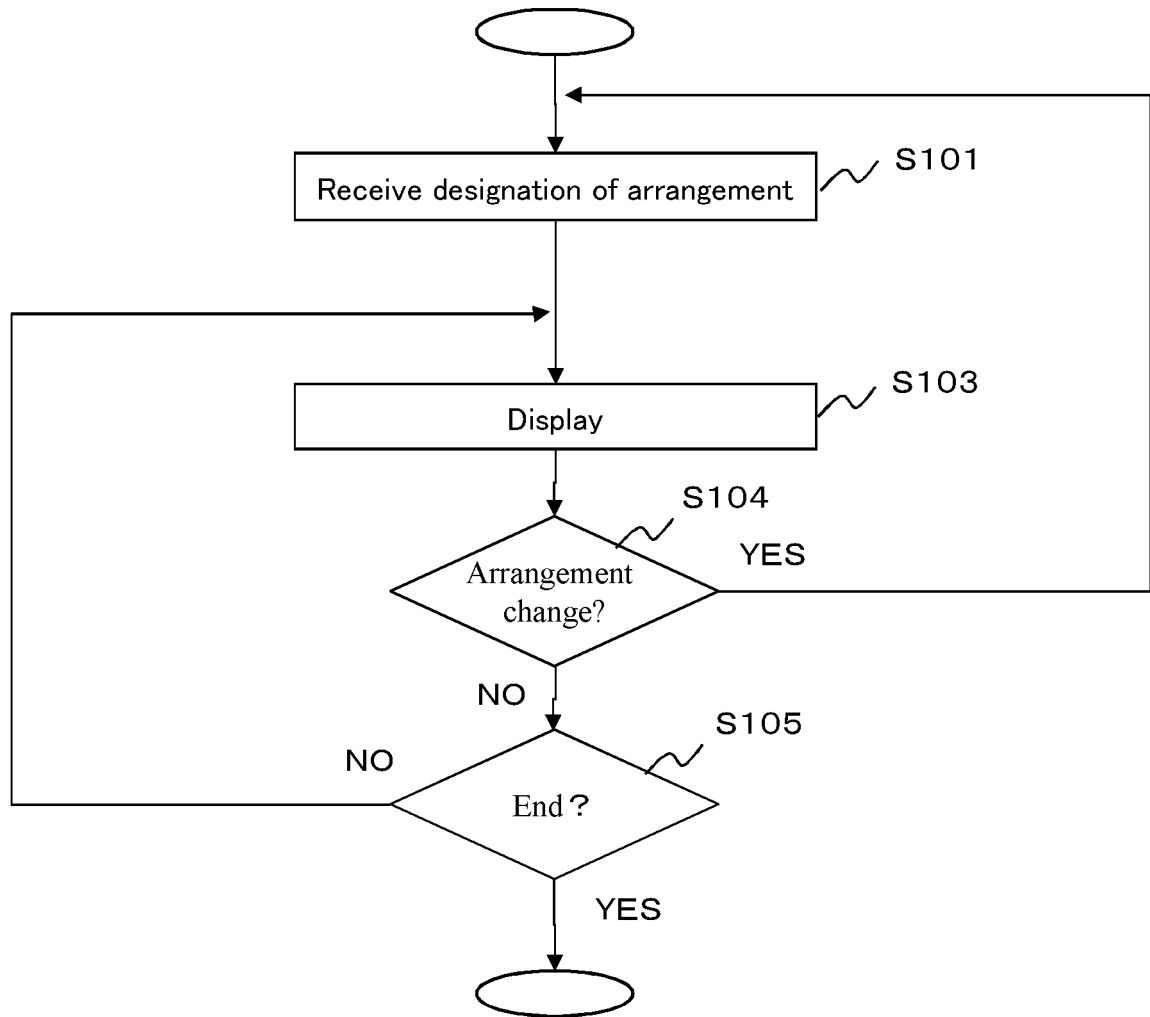 S101
Receive designation of arrangement
S103
Display
S104
YES
Arrangement
change?
NO
S105
NO
End?
YES